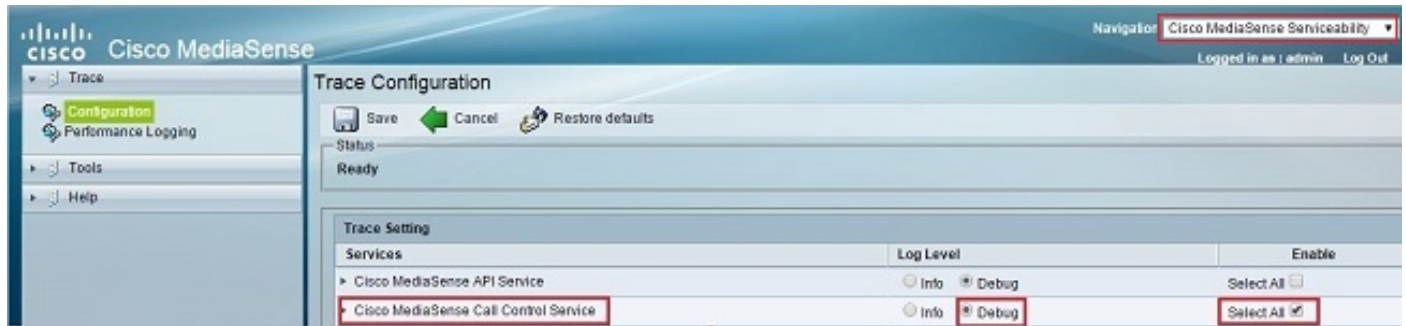 Navigation Cisco MediaSense Serviceability
CISCO Cisco MediaSense
Logged in as : admin Log Out
Trace
Configuration
Performance Logging
Tools
Help
Trace Configuration
Save Cancel Restore defaults
Status
Ready
Trace Setting
Services Log Level Enable
Cisco MediaSense API Service Info Debug Select All
Cisco MediaSense Call Control Service Info Debug Select All